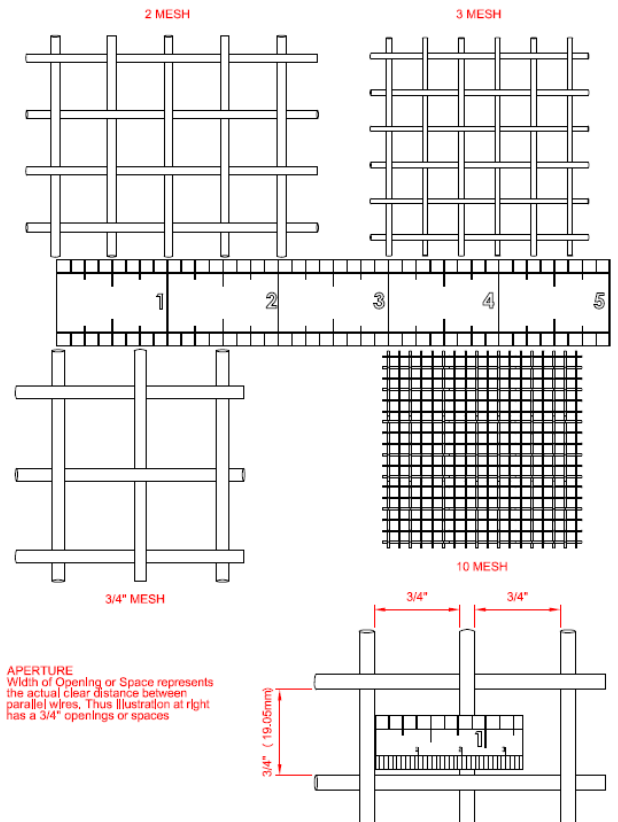 2 MESH
3 MESH
1 2 3 4 5
3/4" MESH
10 MESH
3/4" 3/4"
APERTURE
Width of Opening or Space represents
the actual clear distance between
parallel wires, Thus illustration at right
has a 3/4" openings or spaces
3/4" ( 19.05mm)
1